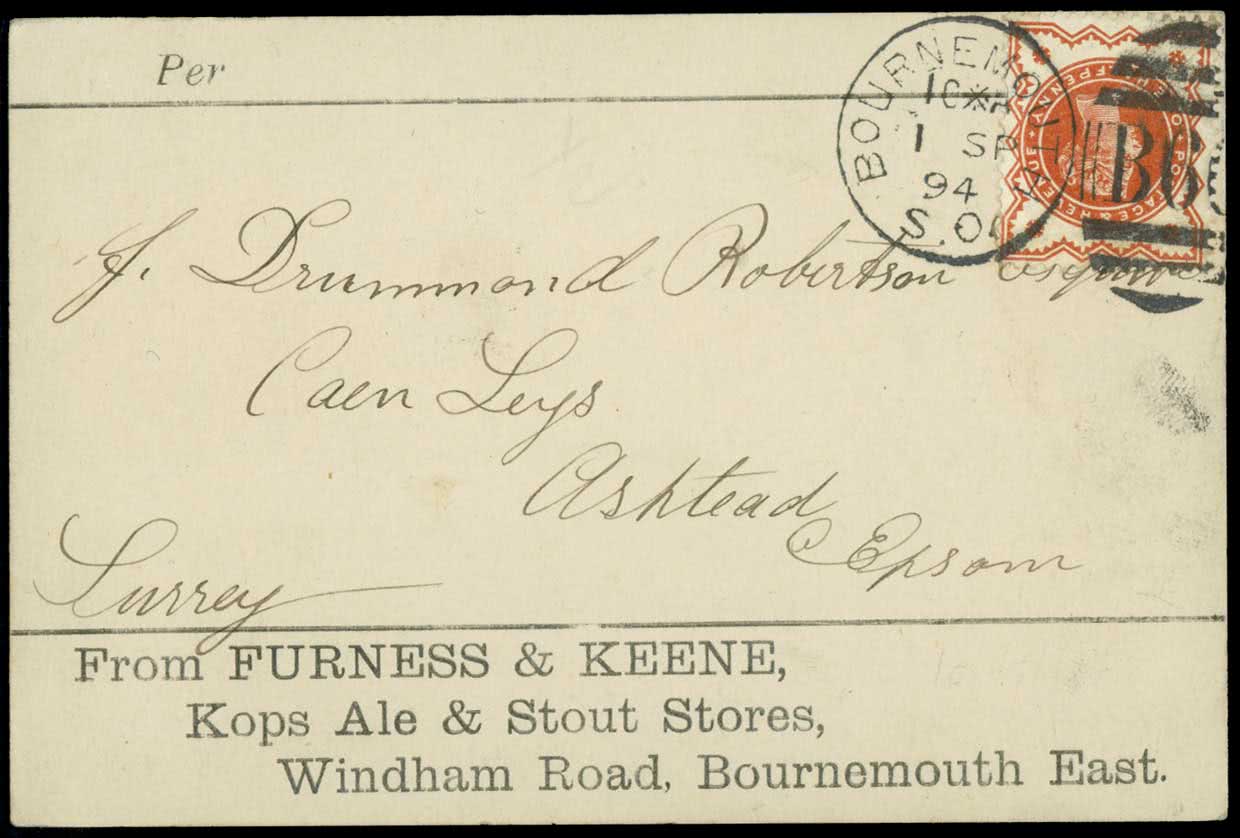 Per
BOURNEMOUTH
1 SP
94
S.O.
B6
J. Drummond Robertson Esquire
Caen Leys
Ashtead
Epsom
Surrey
From FURNESS & KEENE,
Kops Ale & Stout Stores,
Windham Road, Bournemouth East.